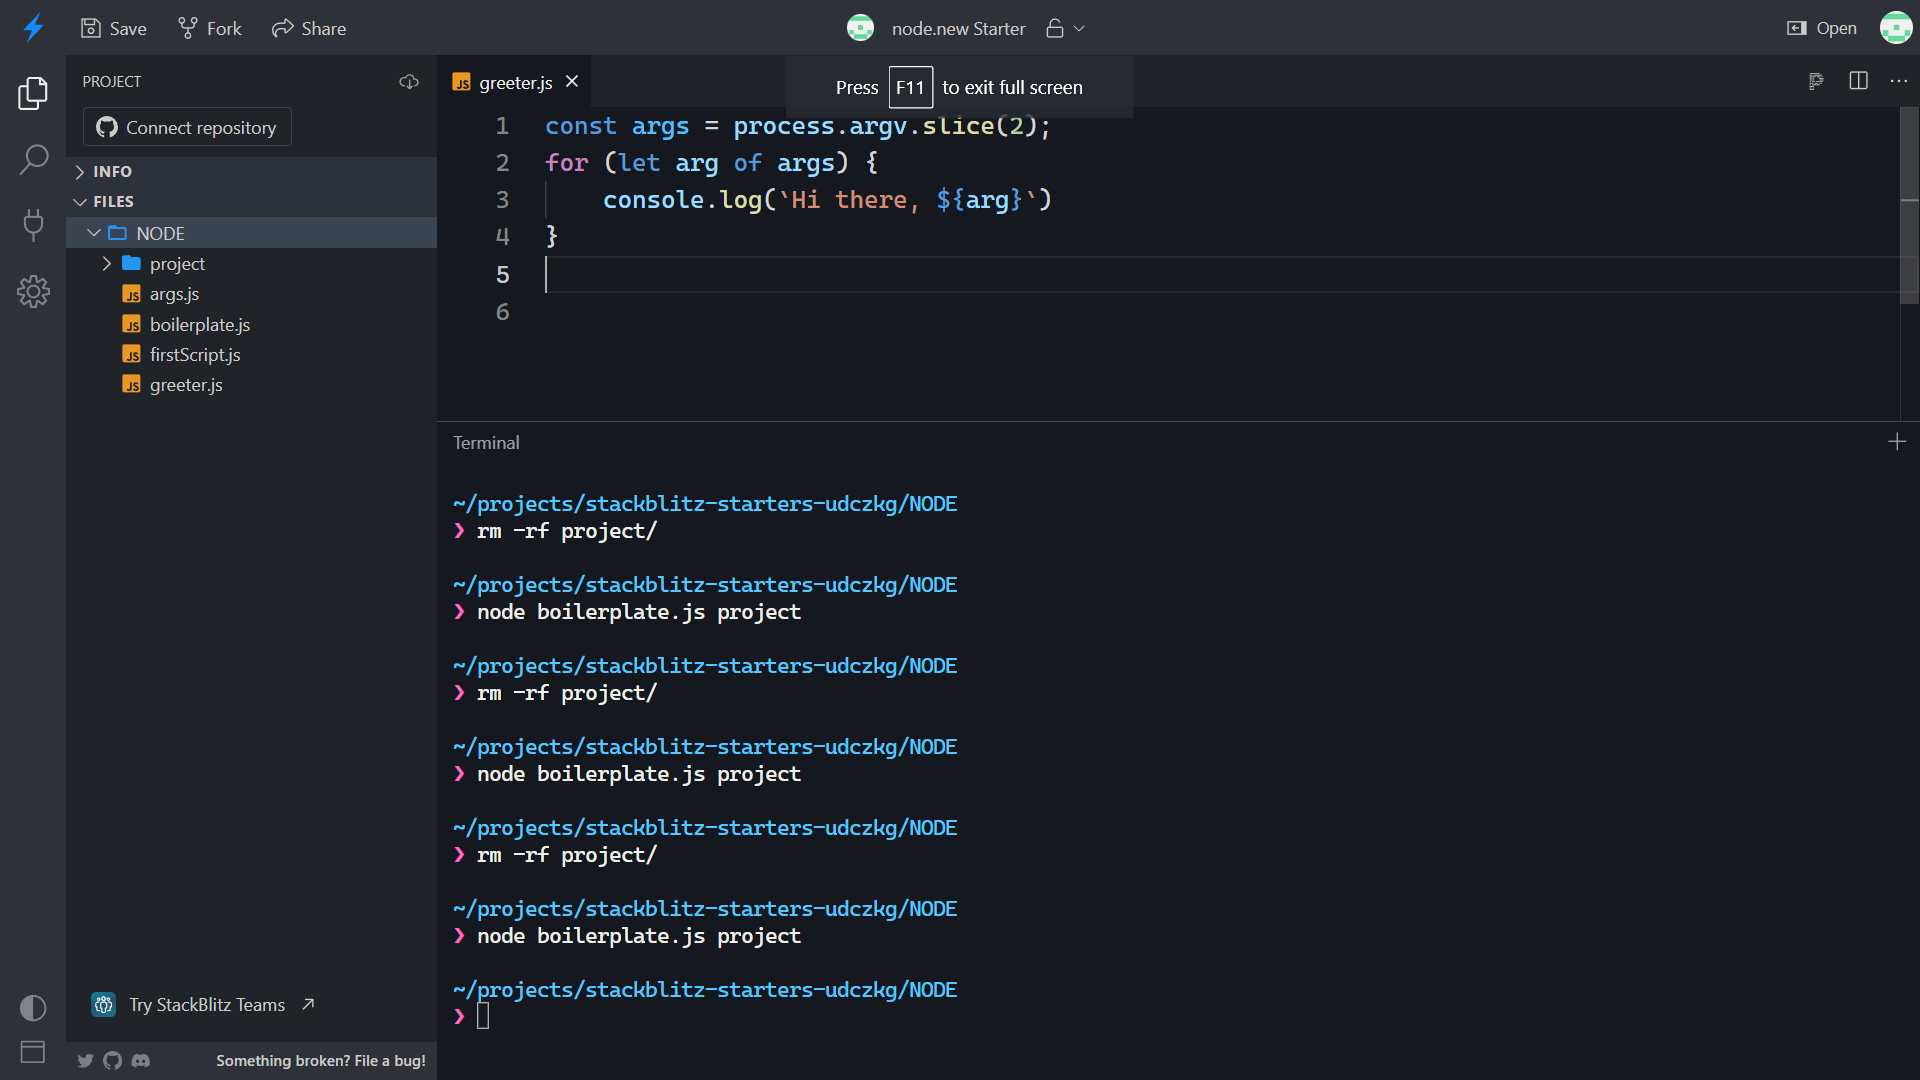 Save Fork Share node.new Starter Open
PROJECT
Connect repository
INFO
FILES
NODE
project
args.js
boilerplate.js
firstScript.js
greeter.js
Try StackBlitz Teams
Something broken? File a bug!
greeter.js
Press F11 to exit full screen
1 const args = process.argv.slice(2);
2 for (let arg of args) {
3 console.log(`Hi there, ${arg}`)
4 }
5
6
Terminal
~/projects/stackblitz-starters-udczkg/NODE
❯ rm -rf project/
~/projects/stackblitz-starters-udczkg/NODE
❯ node boilerplate.js project
~/projects/stackblitz-starters-udczkg/NODE
❯ rm -rf project/
~/projects/stackblitz-starters-udczkg/NODE
❯ node boilerplate.js project
~/projects/stackblitz-starters-udczkg/NODE
❯ rm -rf project/
~/projects/stackblitz-starters-udczkg/NODE
❯ node boilerplate.js project
~/projects/stackblitz-starters-udczkg/NODE
❯